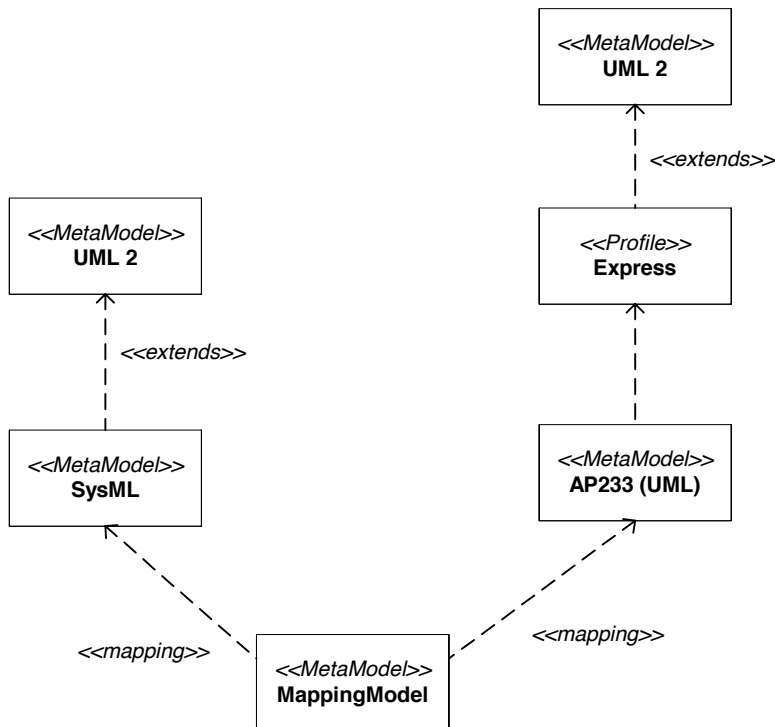 <<MetaModel>>
UML 2
<<extends>>
<<MetaModel>>
UML 2
<<Profile>>
Express
<<extends>>
<<MetaModel>>
SysML
<<MetaModel>>
AP233 (UML)
<<mapping>>
<<mapping>>
<<MetaModel>>
MappingModel